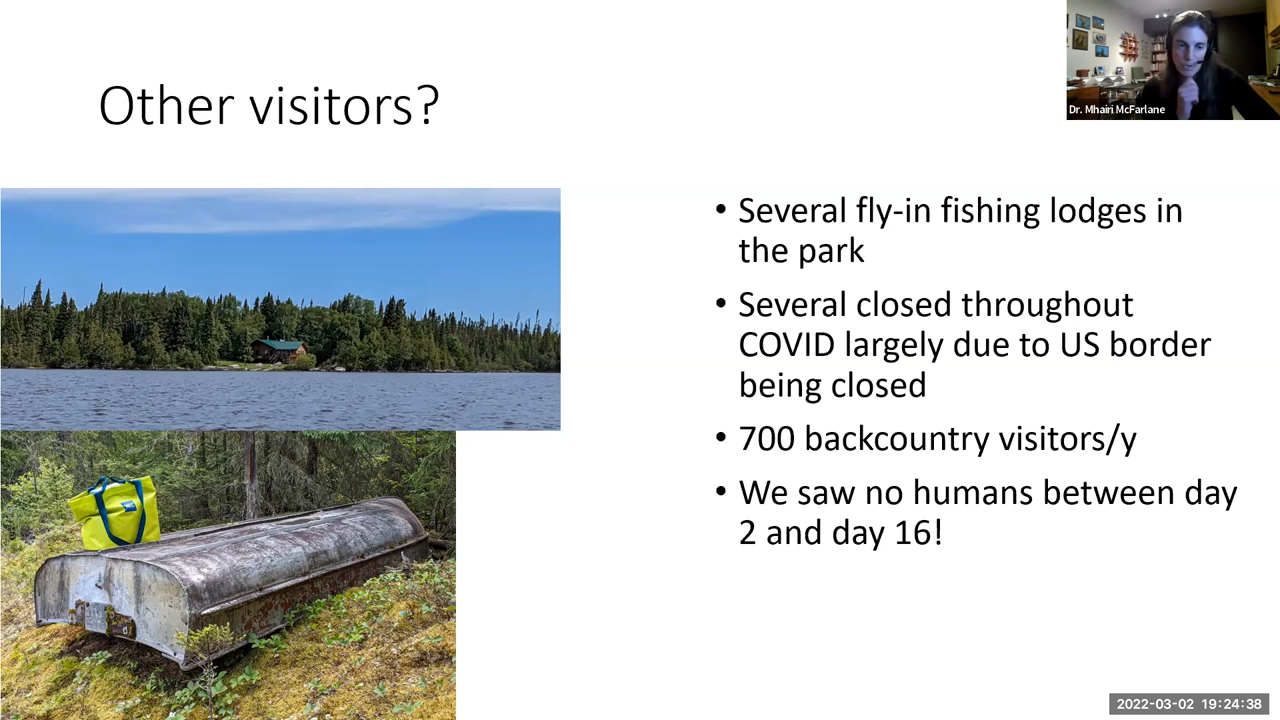 Other visitors?
Dr. Mhairi McFarlane
• Several fly-in fishing lodges in
the park
• Several closed throughout
COVID largely due to US border
being closed
• 700 backcountry visitors/y
• We saw no humans between day
2 and day 16!
2022-03-02 19:24:38